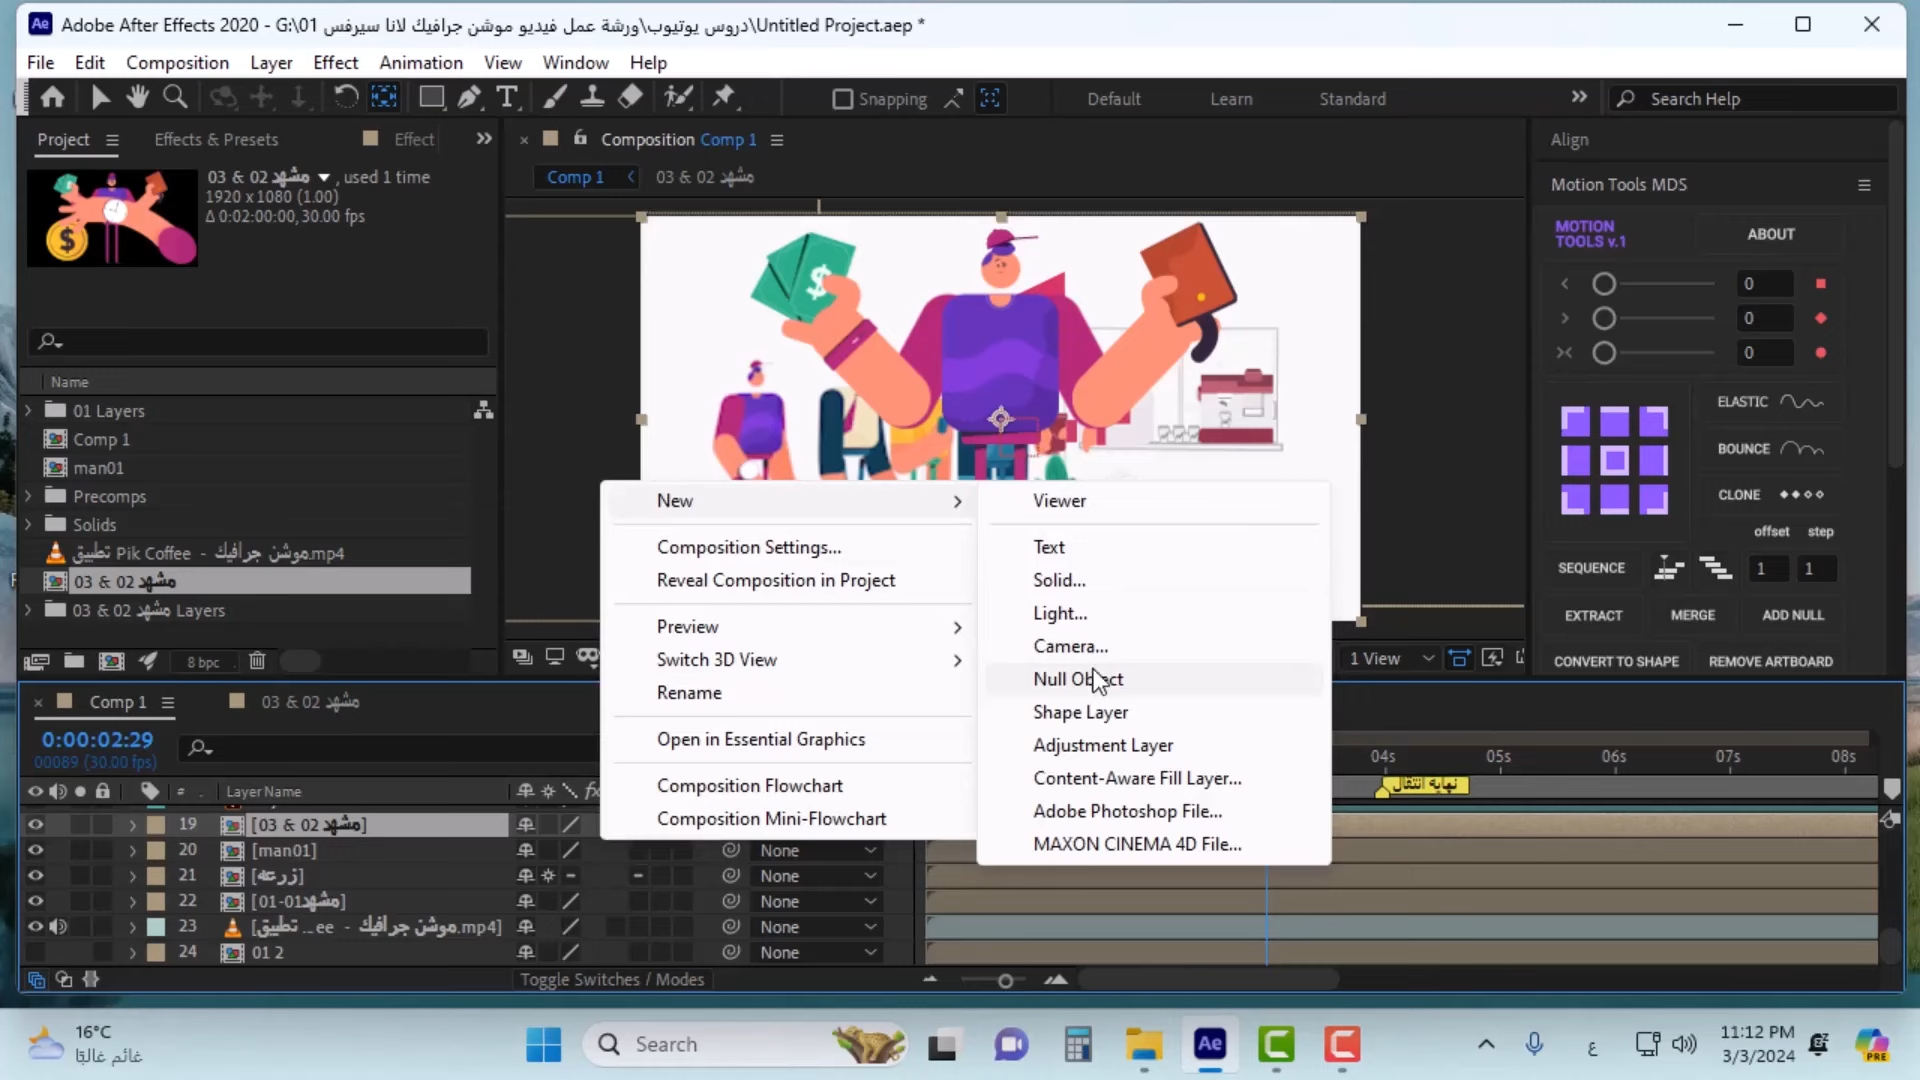 Adobe After Effects 2020 - G:\01 دروس يوتيوب\ورشة عمل فيديو موشن جرافيك لانا سيرفس\Untitled Project.aep *
File Edit Composition Layer Effect Animation View Window Help
Snapping Default Learn Standard Search Help
Project Effects & Presets Effect
Composition Comp 1
Align
مشهد 02 & 03 , used 1 time
1920 x 1080 (1.00)
Δ 0:02:00:00, 30.00 fps
Comp 1 مشهد 02 & 03
Motion Tools MDS
MOTION
TOOLS v.1
ABOUT
0
0
0
Name
01 Layers
Comp 1
man01
Precomps
Solids
تطبيق Pik Coffee - موشن جرافيك.mp4
مشهد 02 & 03
مشهد 02 & 03 Layers
8 bpc
ELASTIC
BOUNCE
CLONE
offset step
SEQUENCE 1 1
EXTRACT MERGE ADD NULL
CONVERT TO SHAPE REMOVE ARTBOARD
1 View
New
Composition Settings...
Reveal Composition in Project
Preview
Switch 3D View
Rename
Open in Essential Graphics
Composition Flowchart
Composition Mini-Flowchart
Viewer
Text
Solid...
Light...
Camera...
Null Object
Shape Layer
Adjustment Layer
Content-Aware Fill Layer...
Adobe Photoshop File...
MAXON CINEMA 4D File...
Comp 1 مشهد 02 & 03
0:00:02:29
00089 (30.00 fps)
04s 05s 06s 07s 08s
نهاية انتقال
# Layer Name
19 [مشهد 02 & 03]
20 [man01] None
21 [زرعه] None
22 [مشهد01-01] None
23 [تطبيق ...ee - موشن جرافيك.mp4] None
24 01 2 None
Toggle Switches / Modes
16°C
غائم غالبًا
Search
ع
11:12 PM
3/3/2024
PRE